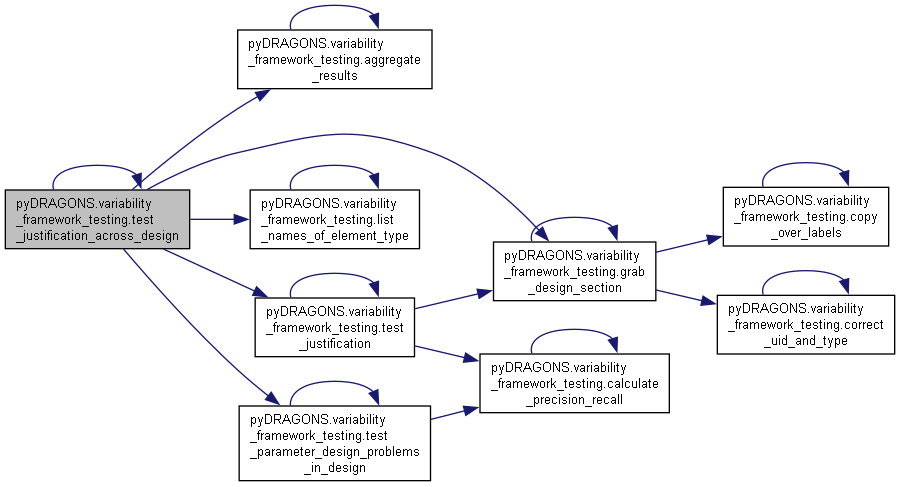 pyDRAGONS.variability
_framework_testing.aggregate
_results
pyDRAGONS.variability
_framework_testing.test
_justification_across_design
pyDRAGONS.variability
_framework_testing.list
_names_of_element_type
pyDRAGONS.variability
_framework_testing.copy
_over_labels
pyDRAGONS.variability
_framework_testing.grab
_design_section
pyDRAGONS.variability
_framework_testing.test
_justification
pyDRAGONS.variability
_framework_testing.correct
_uid_and_type
pyDRAGONS.variability
_framework_testing.calculate
_precision_recall
pyDRAGONS.variability
_framework_testing.test
_parameter_design_problems
_in_design